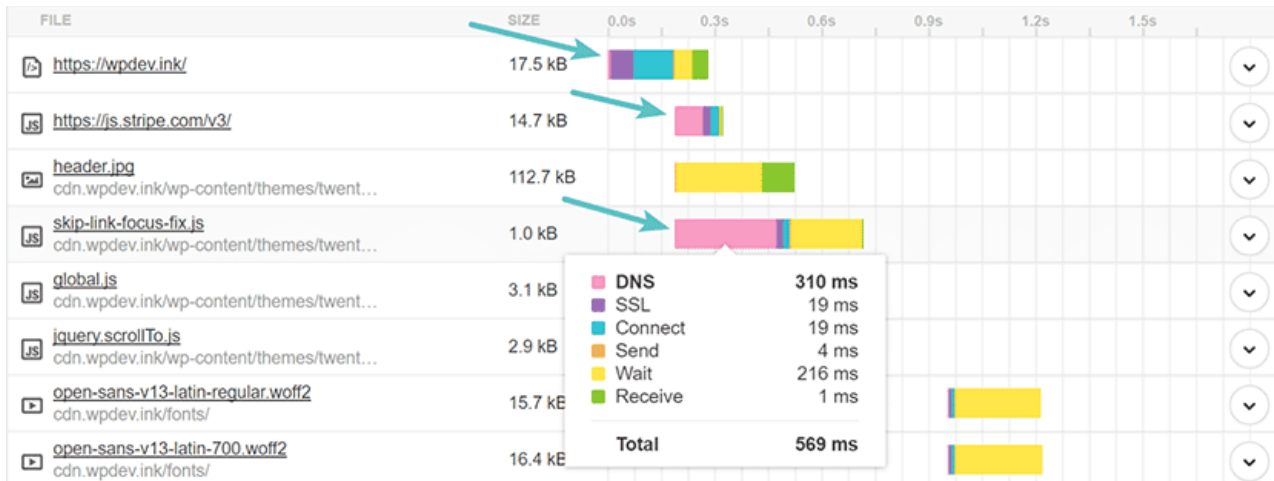 FILE SIZE 0.0s 0.3s 0.6s 0.9s 1.2s 1.5s
https://wpdev.ink/ 17.5 kB
https://js.stripe.com/v3/ 14.7 kB
header.jpg
cdn.wpdev.ink/wp-content/themes/twent... 112.7 kB
skip-link-focus-fix.js
cdn.wpdev.ink/wp-content/themes/twent... 1.0 kB
global.js
cdn.wpdev.ink/wp-content/themes/twent... 3.1 kB
jquery.scrollTo.js
cdn.wpdev.ink/wp-content/themes/twent... 2.9 kB
open-sans-v13-latin-regular.woff2
cdn.wpdev.ink/fonts/ 15.7 kB
open-sans-v13-latin-700.woff2
cdn.wpdev.ink/fonts/ 16.4 kB
DNS 310 ms
SSL 19 ms
Connect 19 ms
Send 4 ms
Wait 216 ms
Receive 1 ms
Total 569 ms
JS
JS
JS
JS